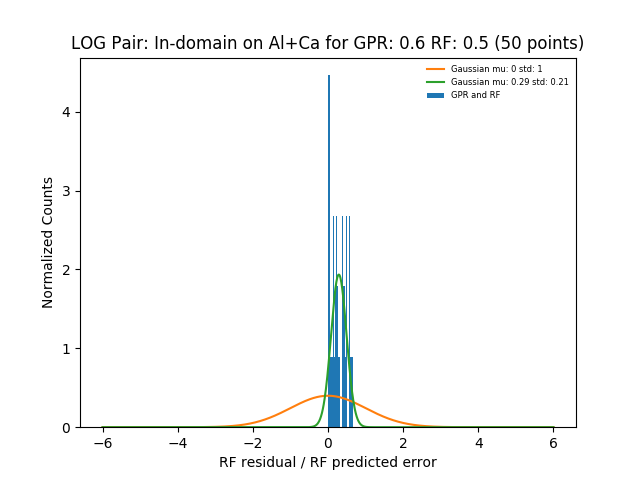 LOG Pair: In-domain on Al+Ca for GPR: 0.6 RF: 0.5 (50 points)
Gaussian mu: 0 std: 1
Gaussian mu: 0.29 std: 0.21
GPR and RF
Normalized Counts
4
3
2
1
0
−6
−4
−2
0
2
4
6
RF residual / RF predicted error